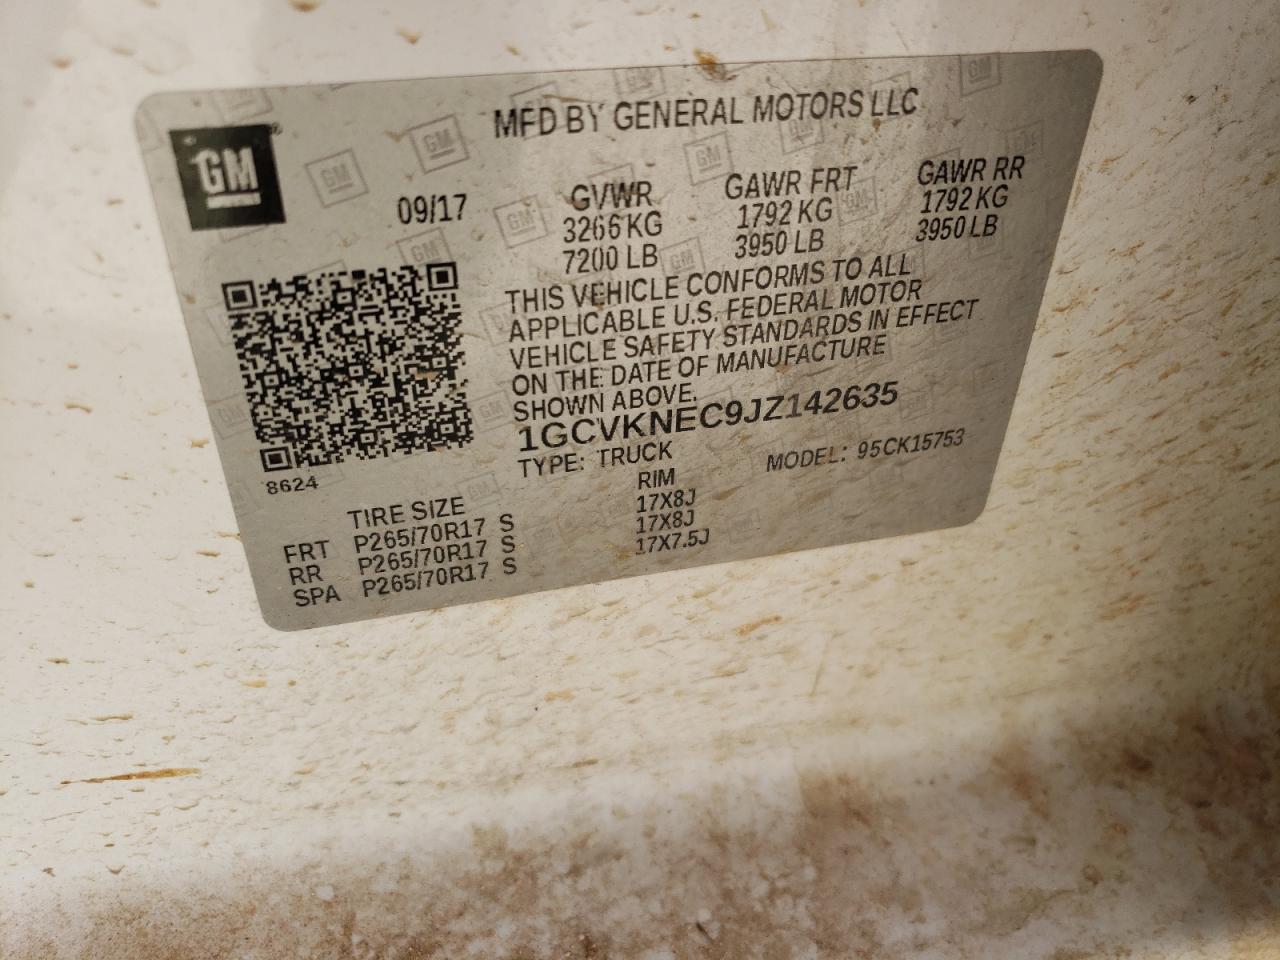 MFD BY GENERAL MOTORS LLC
GM
09/17
GVWR GAWR FRT GAWR RR
3266 KG 1792 KG 1792 KG
7200 LB 3950 LB 3950 LB
THIS VEHICLE CONFORMS TO ALL
APPLICABLE U.S. FEDERAL MOTOR
VEHICLE SAFETY STANDARDS IN EFFECT
ON THE DATE OF MANUFACTURE
SHOWN ABOVE.
1GCVKNEC9JZ142635
TYPE: TRUCK MODEL: 95CK15753
8624
TIRE SIZE RIM
FRT P265/70R17 S 17X8J
RR P265/70R17 S 17X8J
SPA P265/70R17 S 17X7.5J